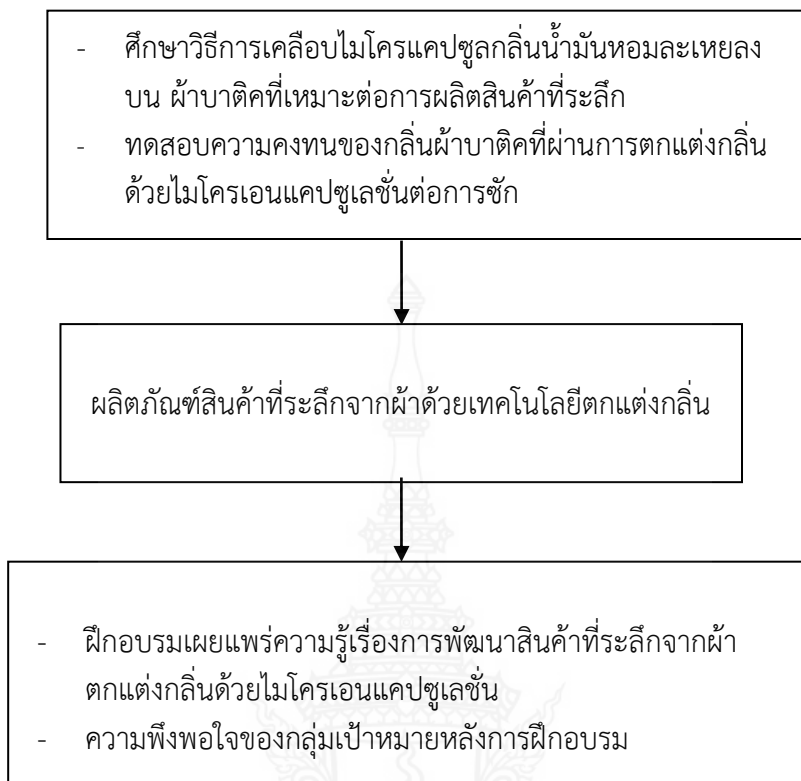 - ศึกษาวิธีการเคลือบไมโครแคปซูลกลิ่นน้ำมันหอมละเหยลง
บน ผ้าบาติคที่เหมาะต่อการผลิตสินค้าที่ระลึก
- ทดสอบความคงทนของกลิ่นผ้าบาติคที่ผ่านการตกแต่งกลิ่น
ด้วยไมโครเอนแคปซูเลชั่นต่อการซัก
ผลิตภัณฑ์สินค้าที่ระลึกจากผ้าด้วยเทคโนโลยีตกแต่งกลิ่น
- ฝึกอบรมเผยแพร่ความรู้เรื่องการพัฒนาสินค้าที่ระลึกจากผ้า
ตกแต่งกลิ่นด้วยไมโครเอนแคปซูเลชั่น
- ความพึงพอใจของกลุ่มเป้าหมายหลังการฝึกอบรม